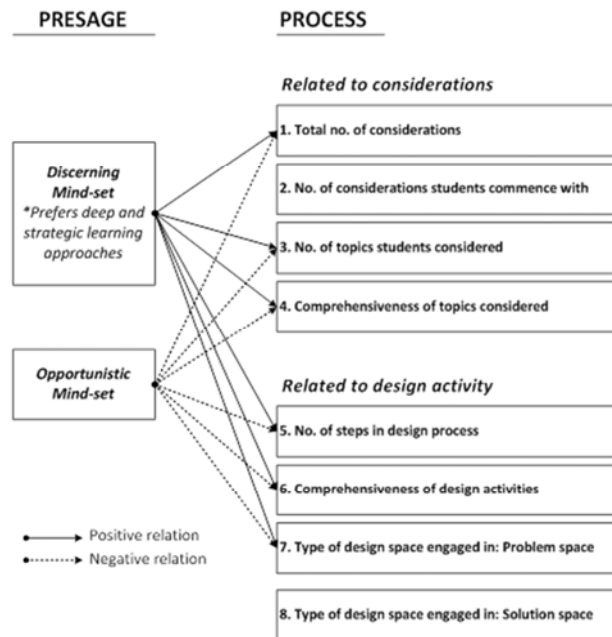 PRESAGE
PROCESS
Related to considerations
1. Total no. of considerations
Discerning
Mind-set
*Prefers deep and
strategic learning
approaches
2. No. of considerations students commence with
3. No. of topics students considered
4. Comprehensiveness of topics considered
Opportunistic
Mind-set
Related to design activity
5. No. of steps in design process
6. Comprehensiveness of design activities
Positive relation
Negative relation
7. Type of design space engaged in: Problem space
8. Type of design space engaged in: Solution space